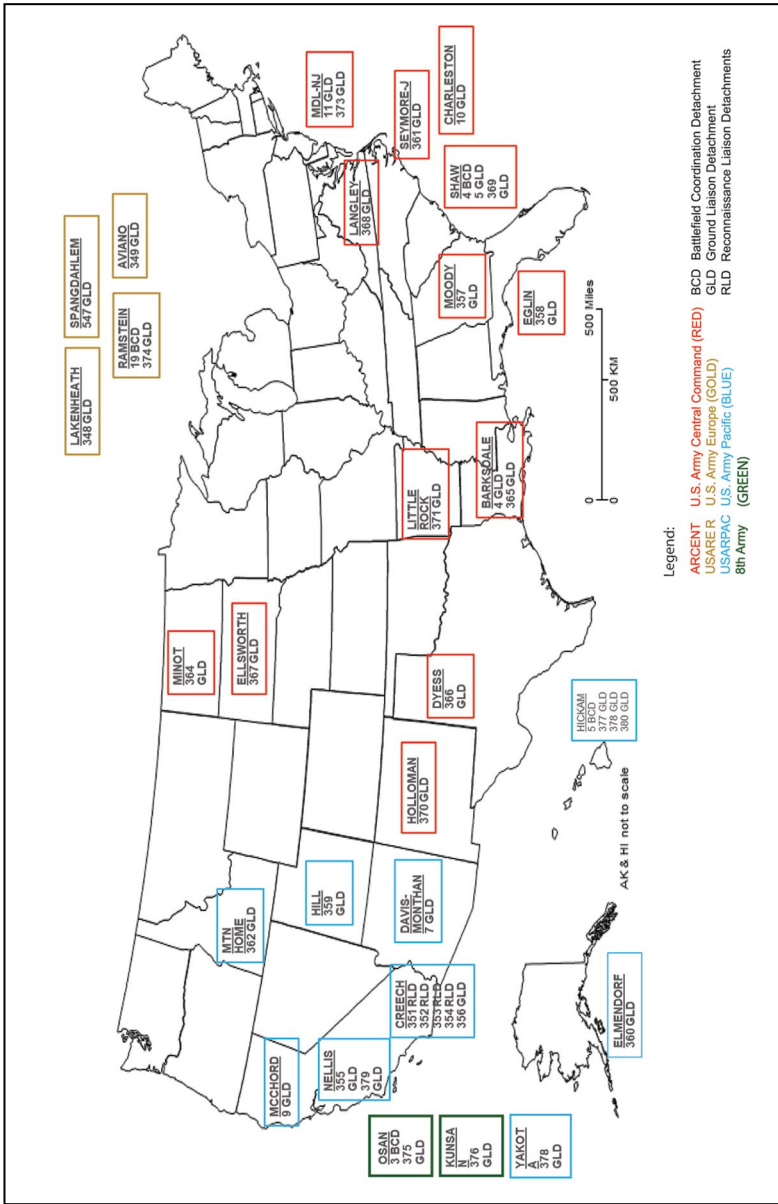 LAKENHEATH
348 GLD
SPANGDAHLEM
547 GLD
RAMSTEIN
19 BCD
374 GLD
AVIANO
349 GLD
MCCHORD
9 GLD
MTN
HOME
362 GLD
MINOT
364
GLD
ELLSWORTH
367 GLD
HILL
359
GLD
NELLIS
355
GLD
379
GLD
CREECH
351 RLD
352 RLD
353 RLD
354 RLD
356 GLD
DAVIS-
MONTHAN
7 GLD
HOLLOMAN
370 GLD
DYESS
366
GLD
LITTLE
ROCK
371 GLD
BARKSDALE
4 GLD
365 GLD
LANGLEY
368 GLD
MDL-NJ
11 GLD
373 GLD
SEYMORE-J
361 GLD
CHARLESTON
10 GLD
SHAW
4 BCD
5 GLD
369
GLD
MOODY
357
GLD
EGLIN
358
GLD
OSAN
3 BCD
375
GLD
KUNSA
N
376
GLD
YAKOT
A
378
GLD
ELMENDORF
360 GLD
AK & HI not to scale
HICKAM
5 BCD
377 GLD
378 GLD
380 GLD
0 500 KM
0 500 Miles
Legend:
ARCENT U.S. Army Central Command (RED)
USARER U.S. Army Europe (GOLD)
USARPAC U.S. Army Pacific (BLUE)
8th Army (GREEN)
BCD Battlefield Coordination Detachment
GLD Ground Liaison Detachment
RLD Reconnaissance Liaison Detachments